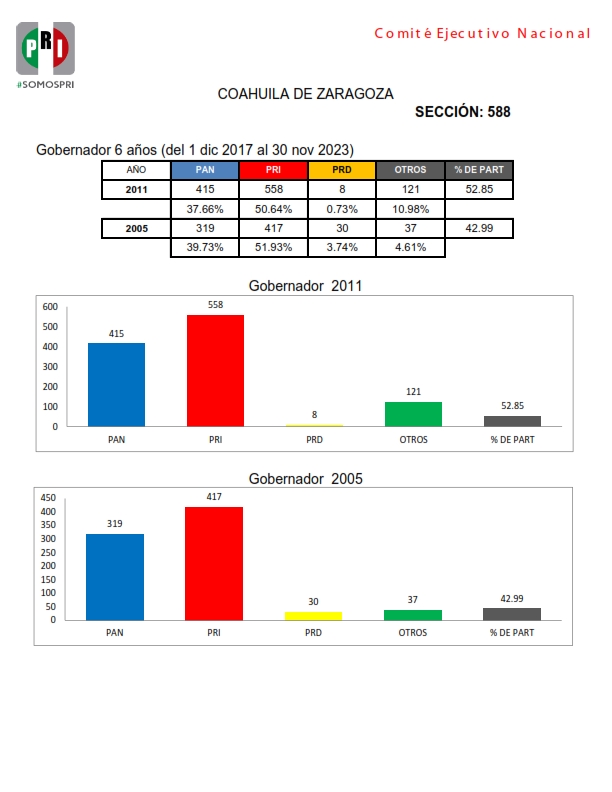 PRI
#SOMOSPRI
Comité Ejecutivo Nacional
COAHUILA DE ZARAGOZA
SECCIÓN: 588
Gobernador 6 años (del 1 dic 2017 al 30 nov 2023)
AÑO PAN PRI PRD OTROS % DE PART
2011 415 558 8 121 52.85
37.66% 50.64% 0.73% 10.98%
2005 319 417 30 37 42.99
39.73% 51.93% 3.74% 4.61%
Gobernador 2011
600
500
400
300
200
100
0
415
558
8
121
52.85
PAN PRI PRD OTROS % DE PART
Gobernador 2005
450
400
350
300
250
200
150
100
50
0
319
417
30
37
42.99
PAN PRI PRD OTROS % DE PART